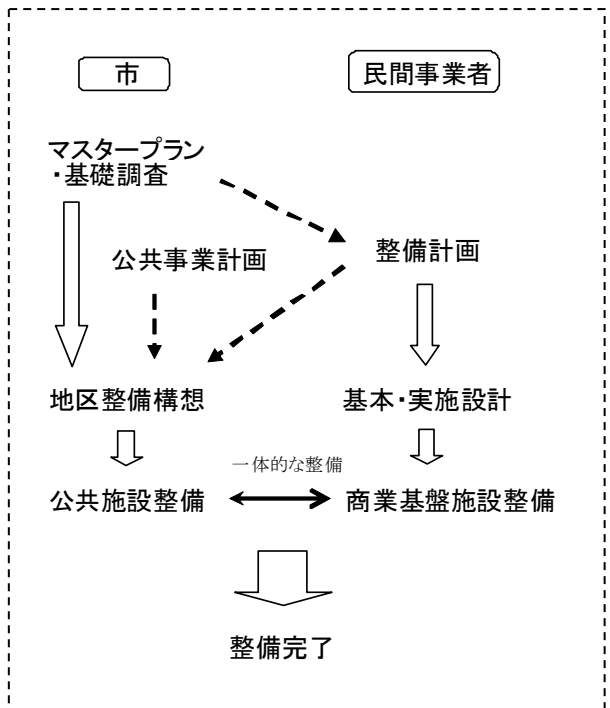 市
民間事業者
マスタープラン
・基礎調査
公共事業計画
整備計画
地区整備構想
基本・実施設計
一体的な整備
公共施設整備
商業基盤施設整備
整備完了